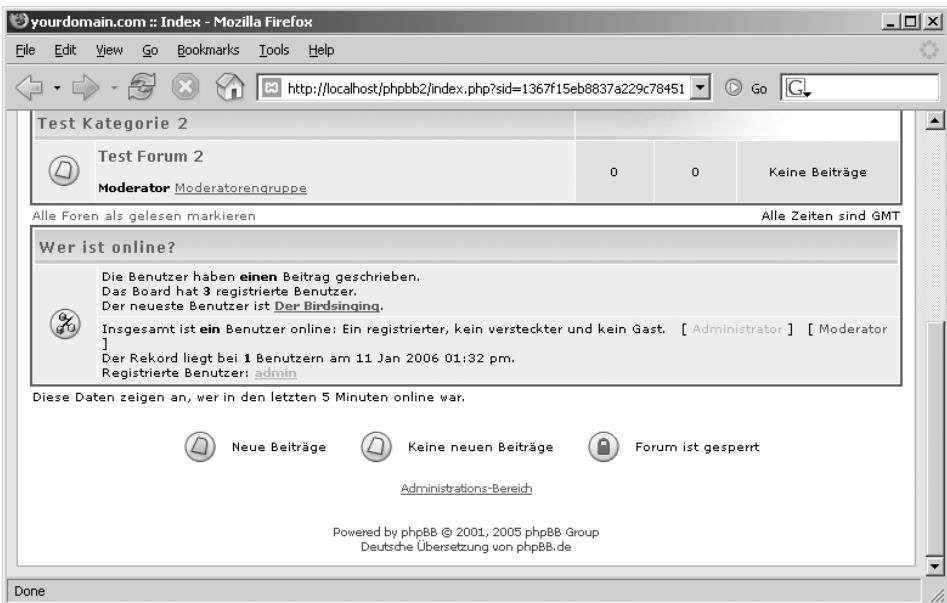 yourdomain.com :: Index - Mozilla Firefox
File Edit View Go Bookmarks Tools Help
http://localhost/phpbb2/index.php?sid=1367f15eb8837a229c78451 Go G
Test Kategorie 2
Test Forum 2
Moderator Moderatorengruppe
0 0 Keine Beiträge
Alle Foren als gelesen markieren Alle Zeiten sind GMT
Wer ist online?
Die Benutzer haben einen Beitrag geschrieben.
Das Board hat 3 registrierte Benutzer.
Der neueste Benutzer ist Der Birdsinging.
Insgesamt ist ein Benutzer online: Ein registrierter, kein versteckter und kein Gast. [ Administrator ] [ Moderator
]
Der Rekord liegt bei 1 Benutzern am 11 Jan 2006 01:32 pm.
Registrierte Benutzer: admin
Diese Daten zeigen an, wer in den letzten 5 Minuten online war.
Neue Beiträge Keine neuen Beiträge Forum ist gesperrt
Administrations-Bereich
Powered by phpBB © 2001, 2005 phpBB Group
Deutsche Übersetzung von phpBB.de
Done